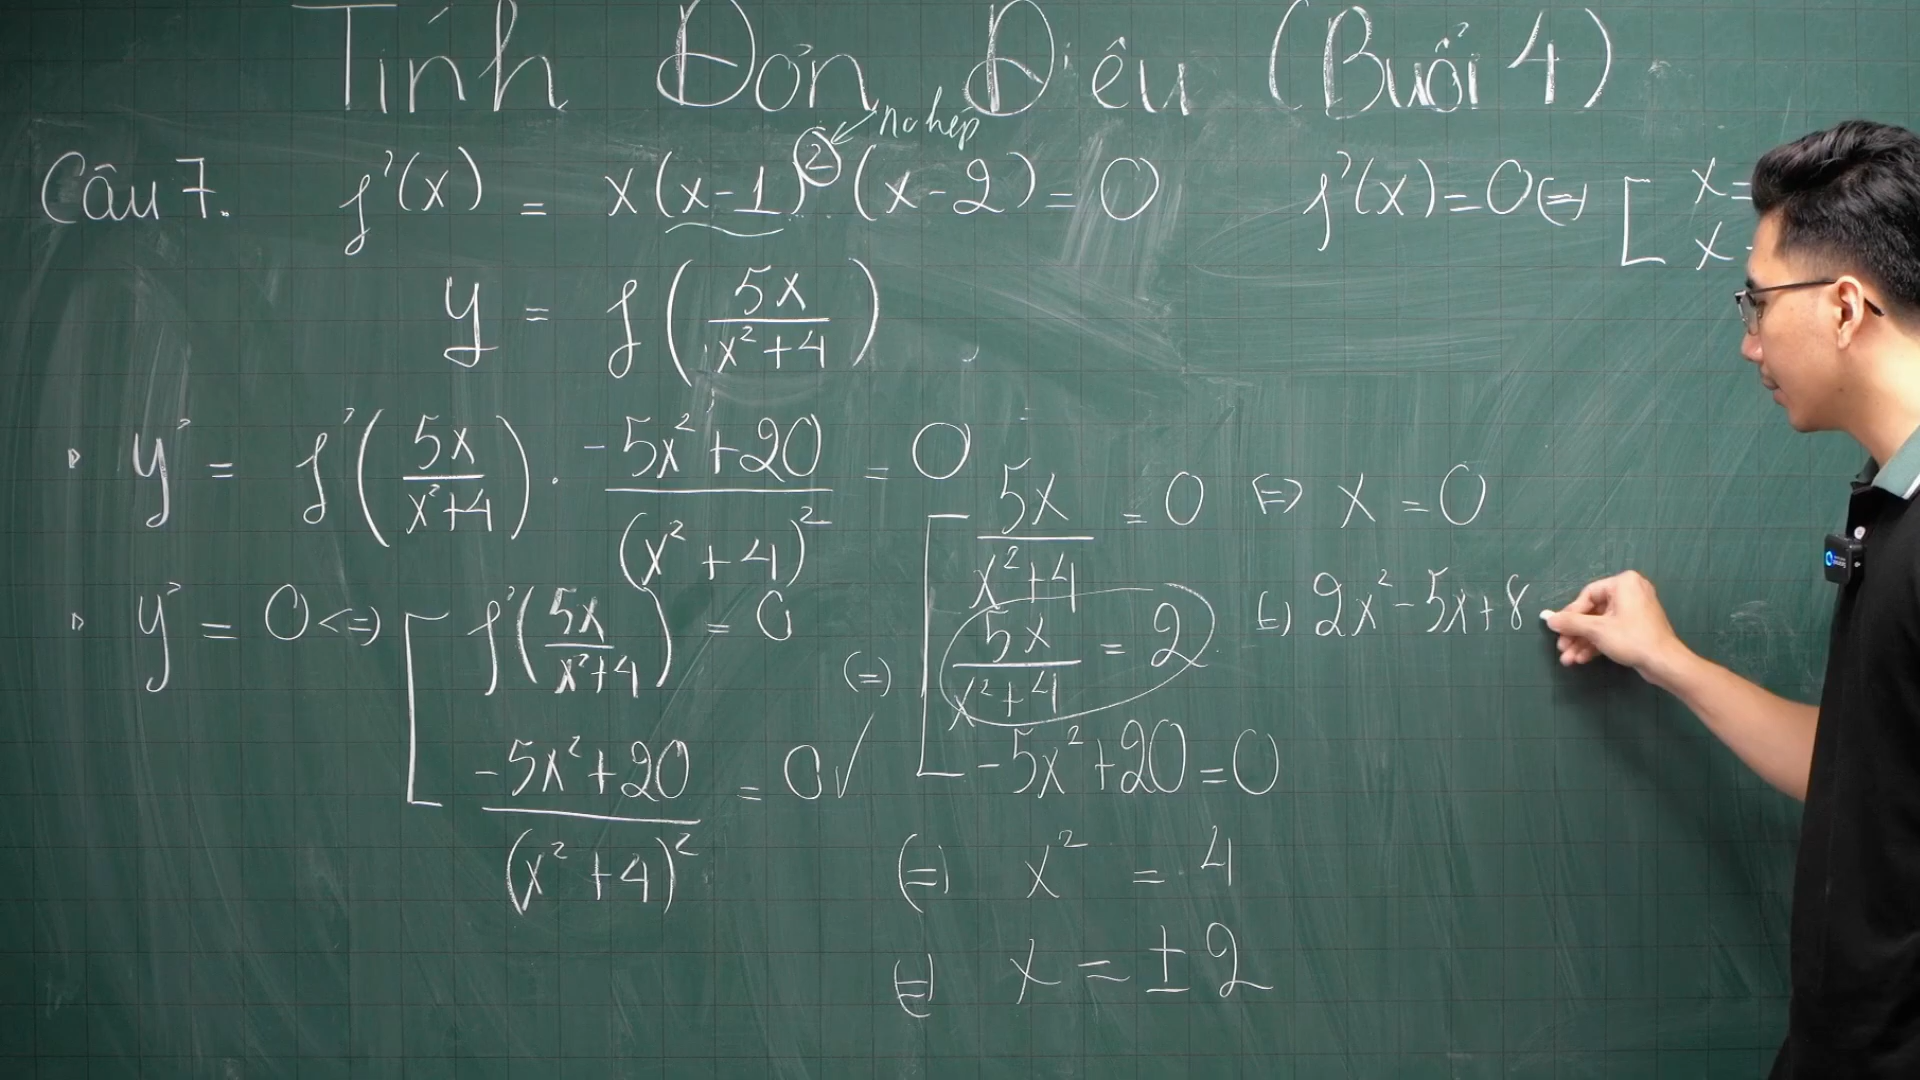 Tính Đơn Điệu (Buổi 4)
n° kép
Câu 7. f'(x) = x(x-1)²(x-2) = 0
f'(x) = 0 (=) [ x=
x
y = f(5x/(x²+4))
y' = f'(5x/(x²+4)) . (-5x²+20)/(x²+4)² = 0
y' = 0 <=> [ f'(5x/(x²+4)) = 0
(-5x²+20)/(x²+4)² = 0 ✓
(=) [ 5x/(x²+4) = 0 (=) x = 0
5x/(x²+4) = 2 (=) 2x² - 5x + 8
-5x²+20 = 0
(=) x² = 4
(=) x = ±2